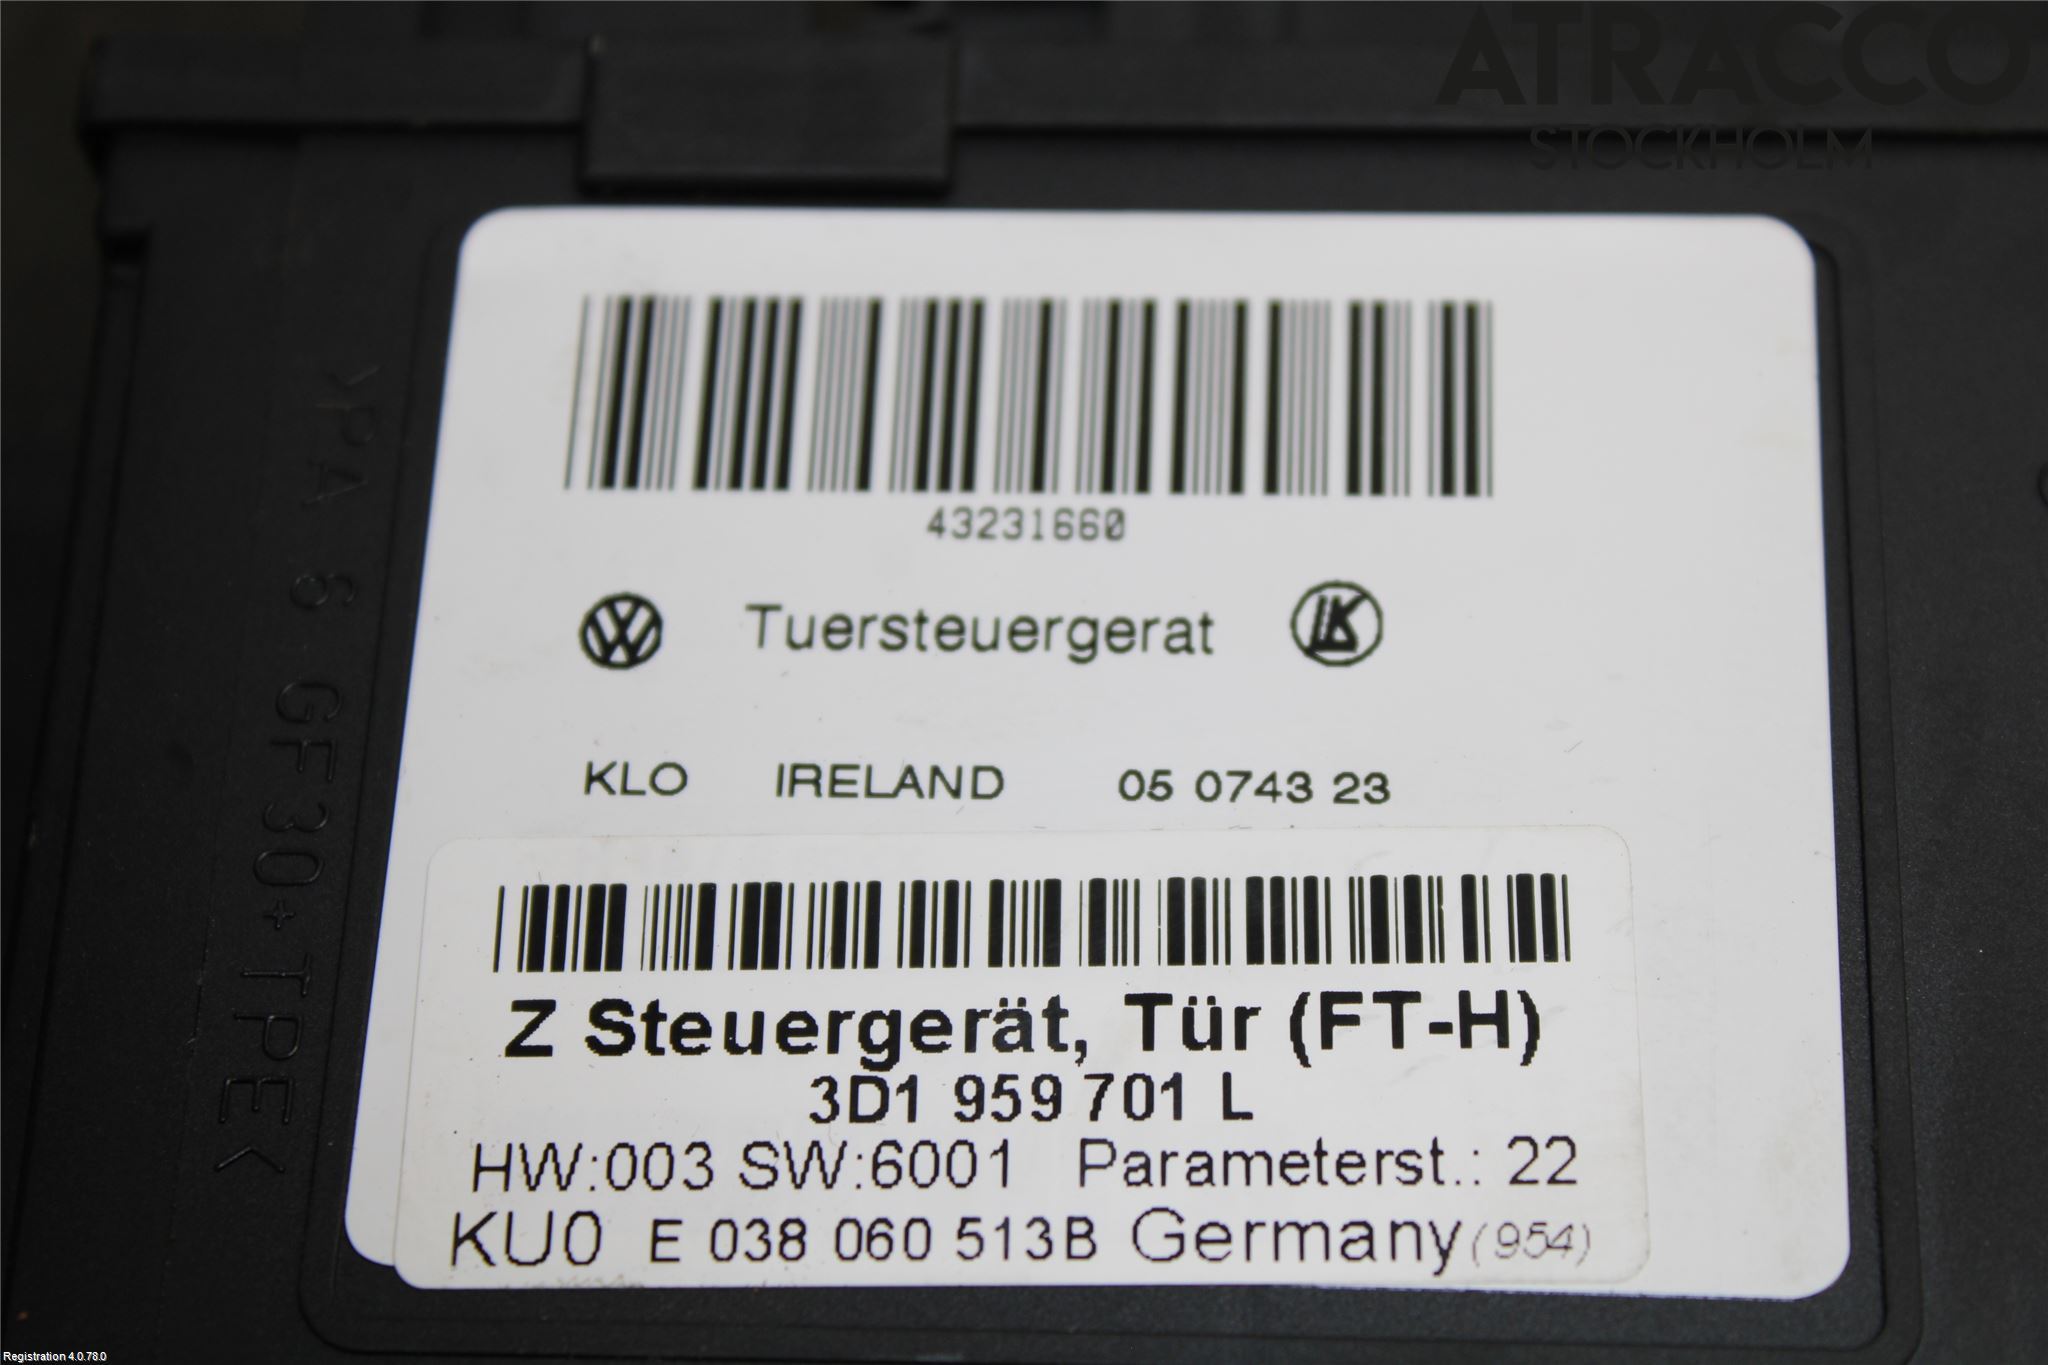 ATRACCO
STOCKHOLM
43231660
Tuersteuergerat
KLO IRELAND 05 0743 23
Z Steuergerät, Tür (FT-H)
3D1 959 701 L
HW:003 SW:6001 Parameterst.: 22
KU0 E 038 060 513B Germany (954)
>PA 6 GF30+TPE<
Registration 4.0.78.0